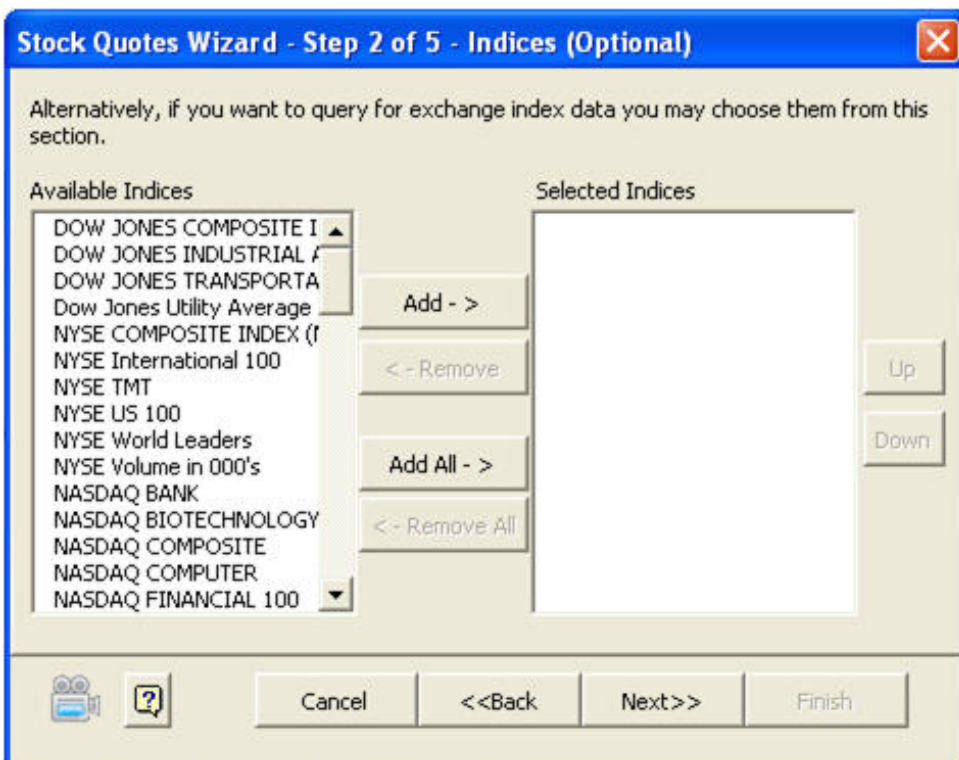 Stock Quotes Wizard - Step 2 of 5 - Indices (Optional)
Alternatively, if you want to query for exchange index data you may choose them from this
section.
Available Indices
Selected Indices
DOW JONES COMPOSITE I
DOW JONES INDUSTRIAL
DOW JONES TRANSPORTA
Dow Jones Utility Average
NYSE COMPOSITE INDEX
NYSE International 100
NYSE TMT
NYSE US 100
NYSE World Leaders
NYSE Volume in 000's
NASDAQ BANK
NASDAQ BIOTECHNOLOGY
NASDAQ COMPOSITE
NASDAQ COMPUTER
NASDAQ FINANCIAL 100
Add - >
< - Remove
Add All - >
< - Remove All
Up
Down
Cancel
<<Back
Next>>
Finish